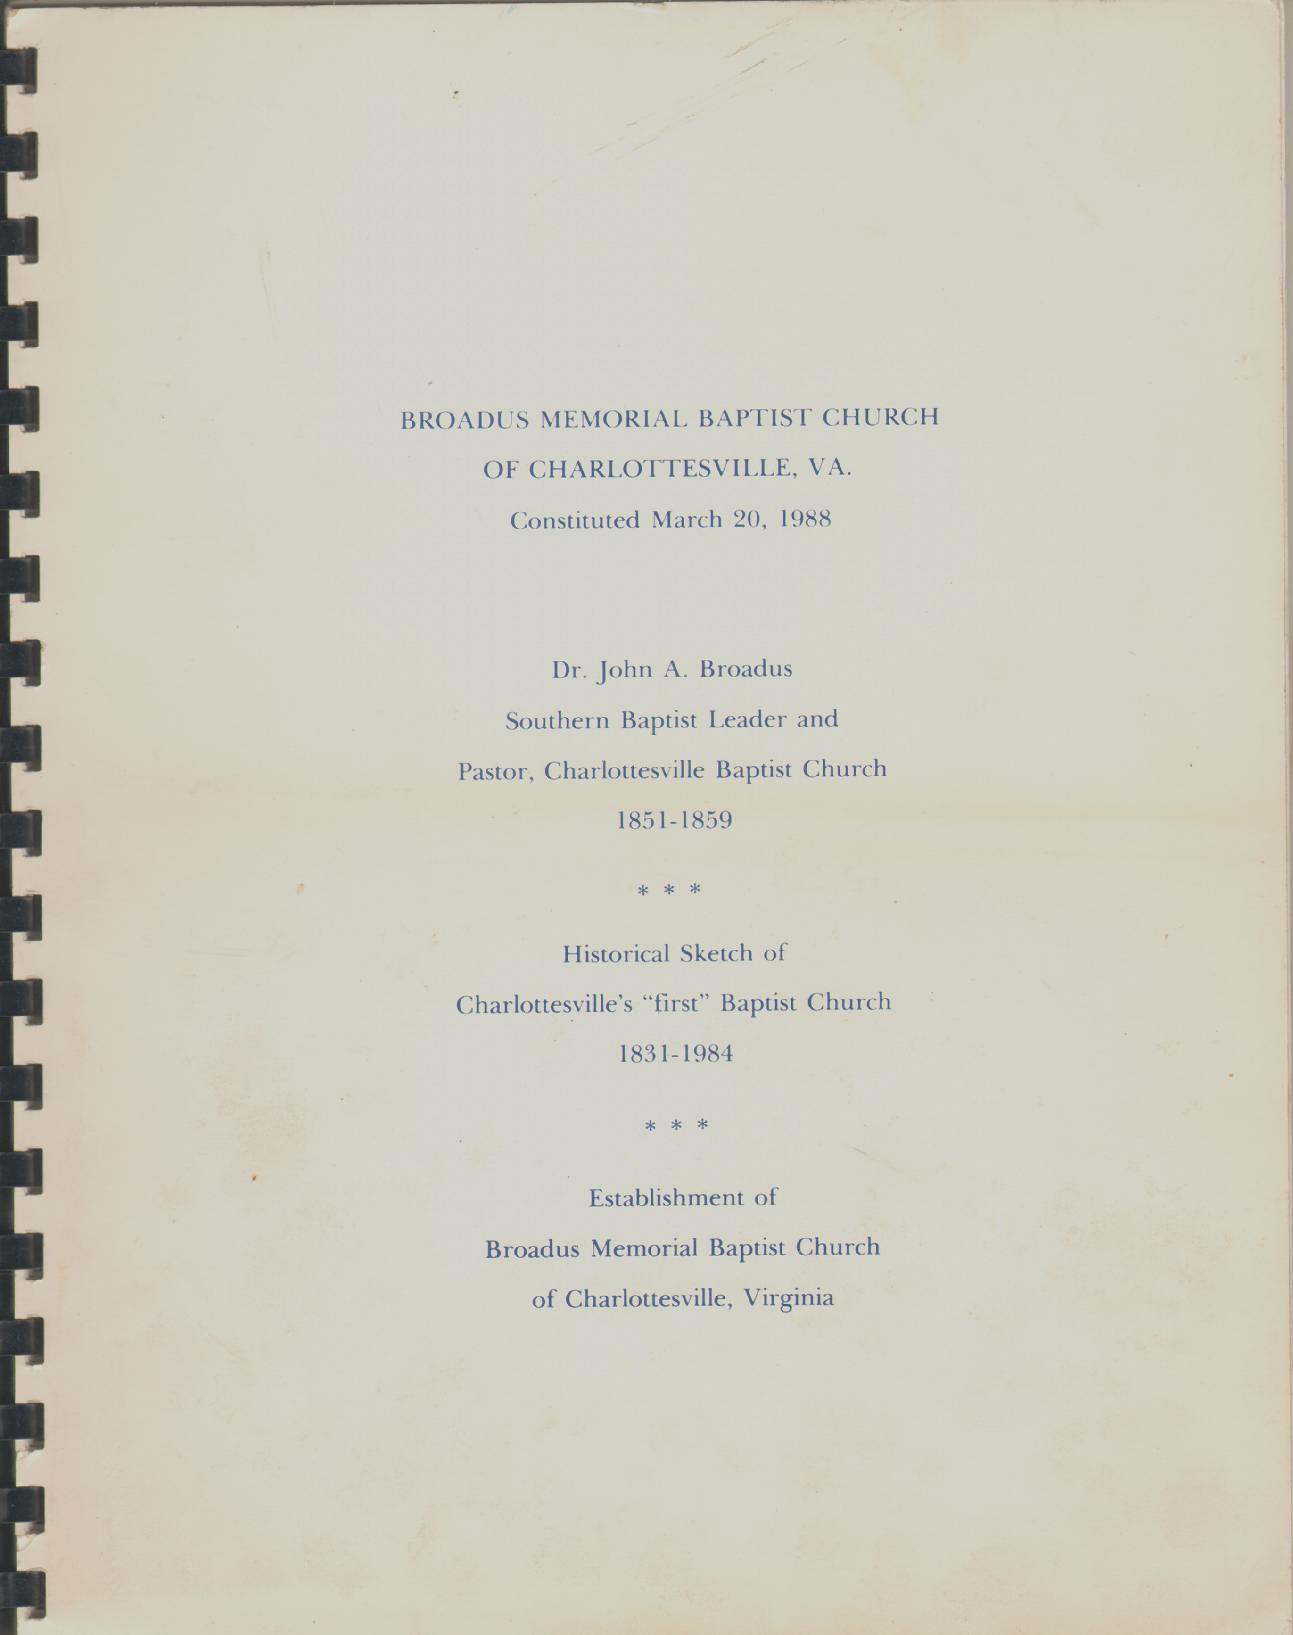 BROADUS MEMORIAL BAPTIST CHURCH
OF CHARLOTTESVILLE, VA.
Constituted March 20, 1988
Dr. John A. Broadus
Southern Baptist Leader and
Pastor, Charlottesville Baptist Church
1851-1859
* * *
Historical Sketch of
Charlottesville's "first" Baptist Church
1831-1984
* * *
Establishment of
Broadus Memorial Baptist Church
of Charlottesville, Virginia